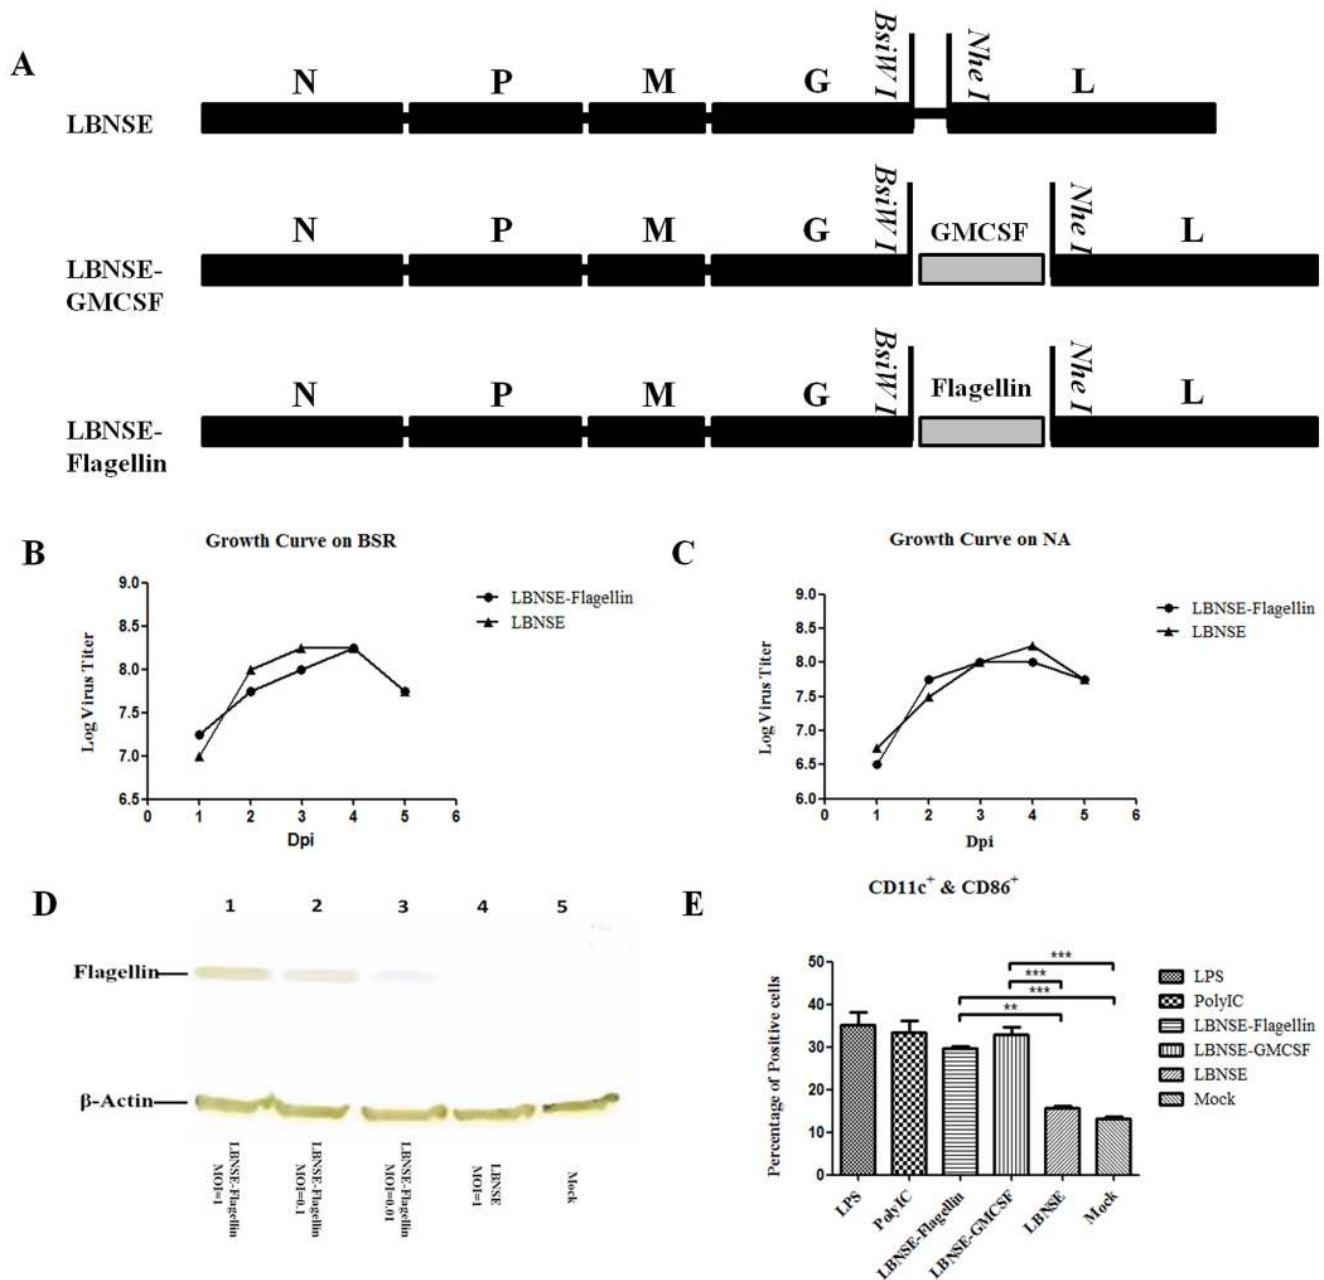 A
N P M G BsiW I Nhe I L
LBNSE
N P M G BsiW I GMCSF Nhe I L
LBNSE-
GMCSF
N P M G BsiW I Flagellin Nhe I L
LBNSE-
Flagellin
B
Growth Curve on BSR
Log Virus Titer
9.0
8.5
8.0
7.5
7.0
6.5
0 1 2 3 4 5 6
Dpi
LBNSE-Flagellin
LBNSE
C
Growth Curve on NA
Log Virus Titer
9.0
8.5
8.0
7.5
7.0
6.5
6.0
0 1 2 3 4 5 6
Dpi
LBNSE-Flagellin
LBNSE
D
1 2 3 4 5
Flagellin
β-Actin
LBNSE-Flagellin
MOI=1
LBNSE-Flagellin
MOI=0.1
LBNSE-Flagellin
MOI=0.01
LBNSE
MOI=1
Mock
E
CD11c+ & CD86+
Percentage of Positive cells
50
40
30
20
10
0
***
***
***
**
LPS
PolyIC
LBNSE-Flagellin
LBNSE-GMCSF
LBNSE
Mock
LPS
PolyIC
LBNSE-Flagellin
LBNSE-GMCSF
LBNSE
Mock